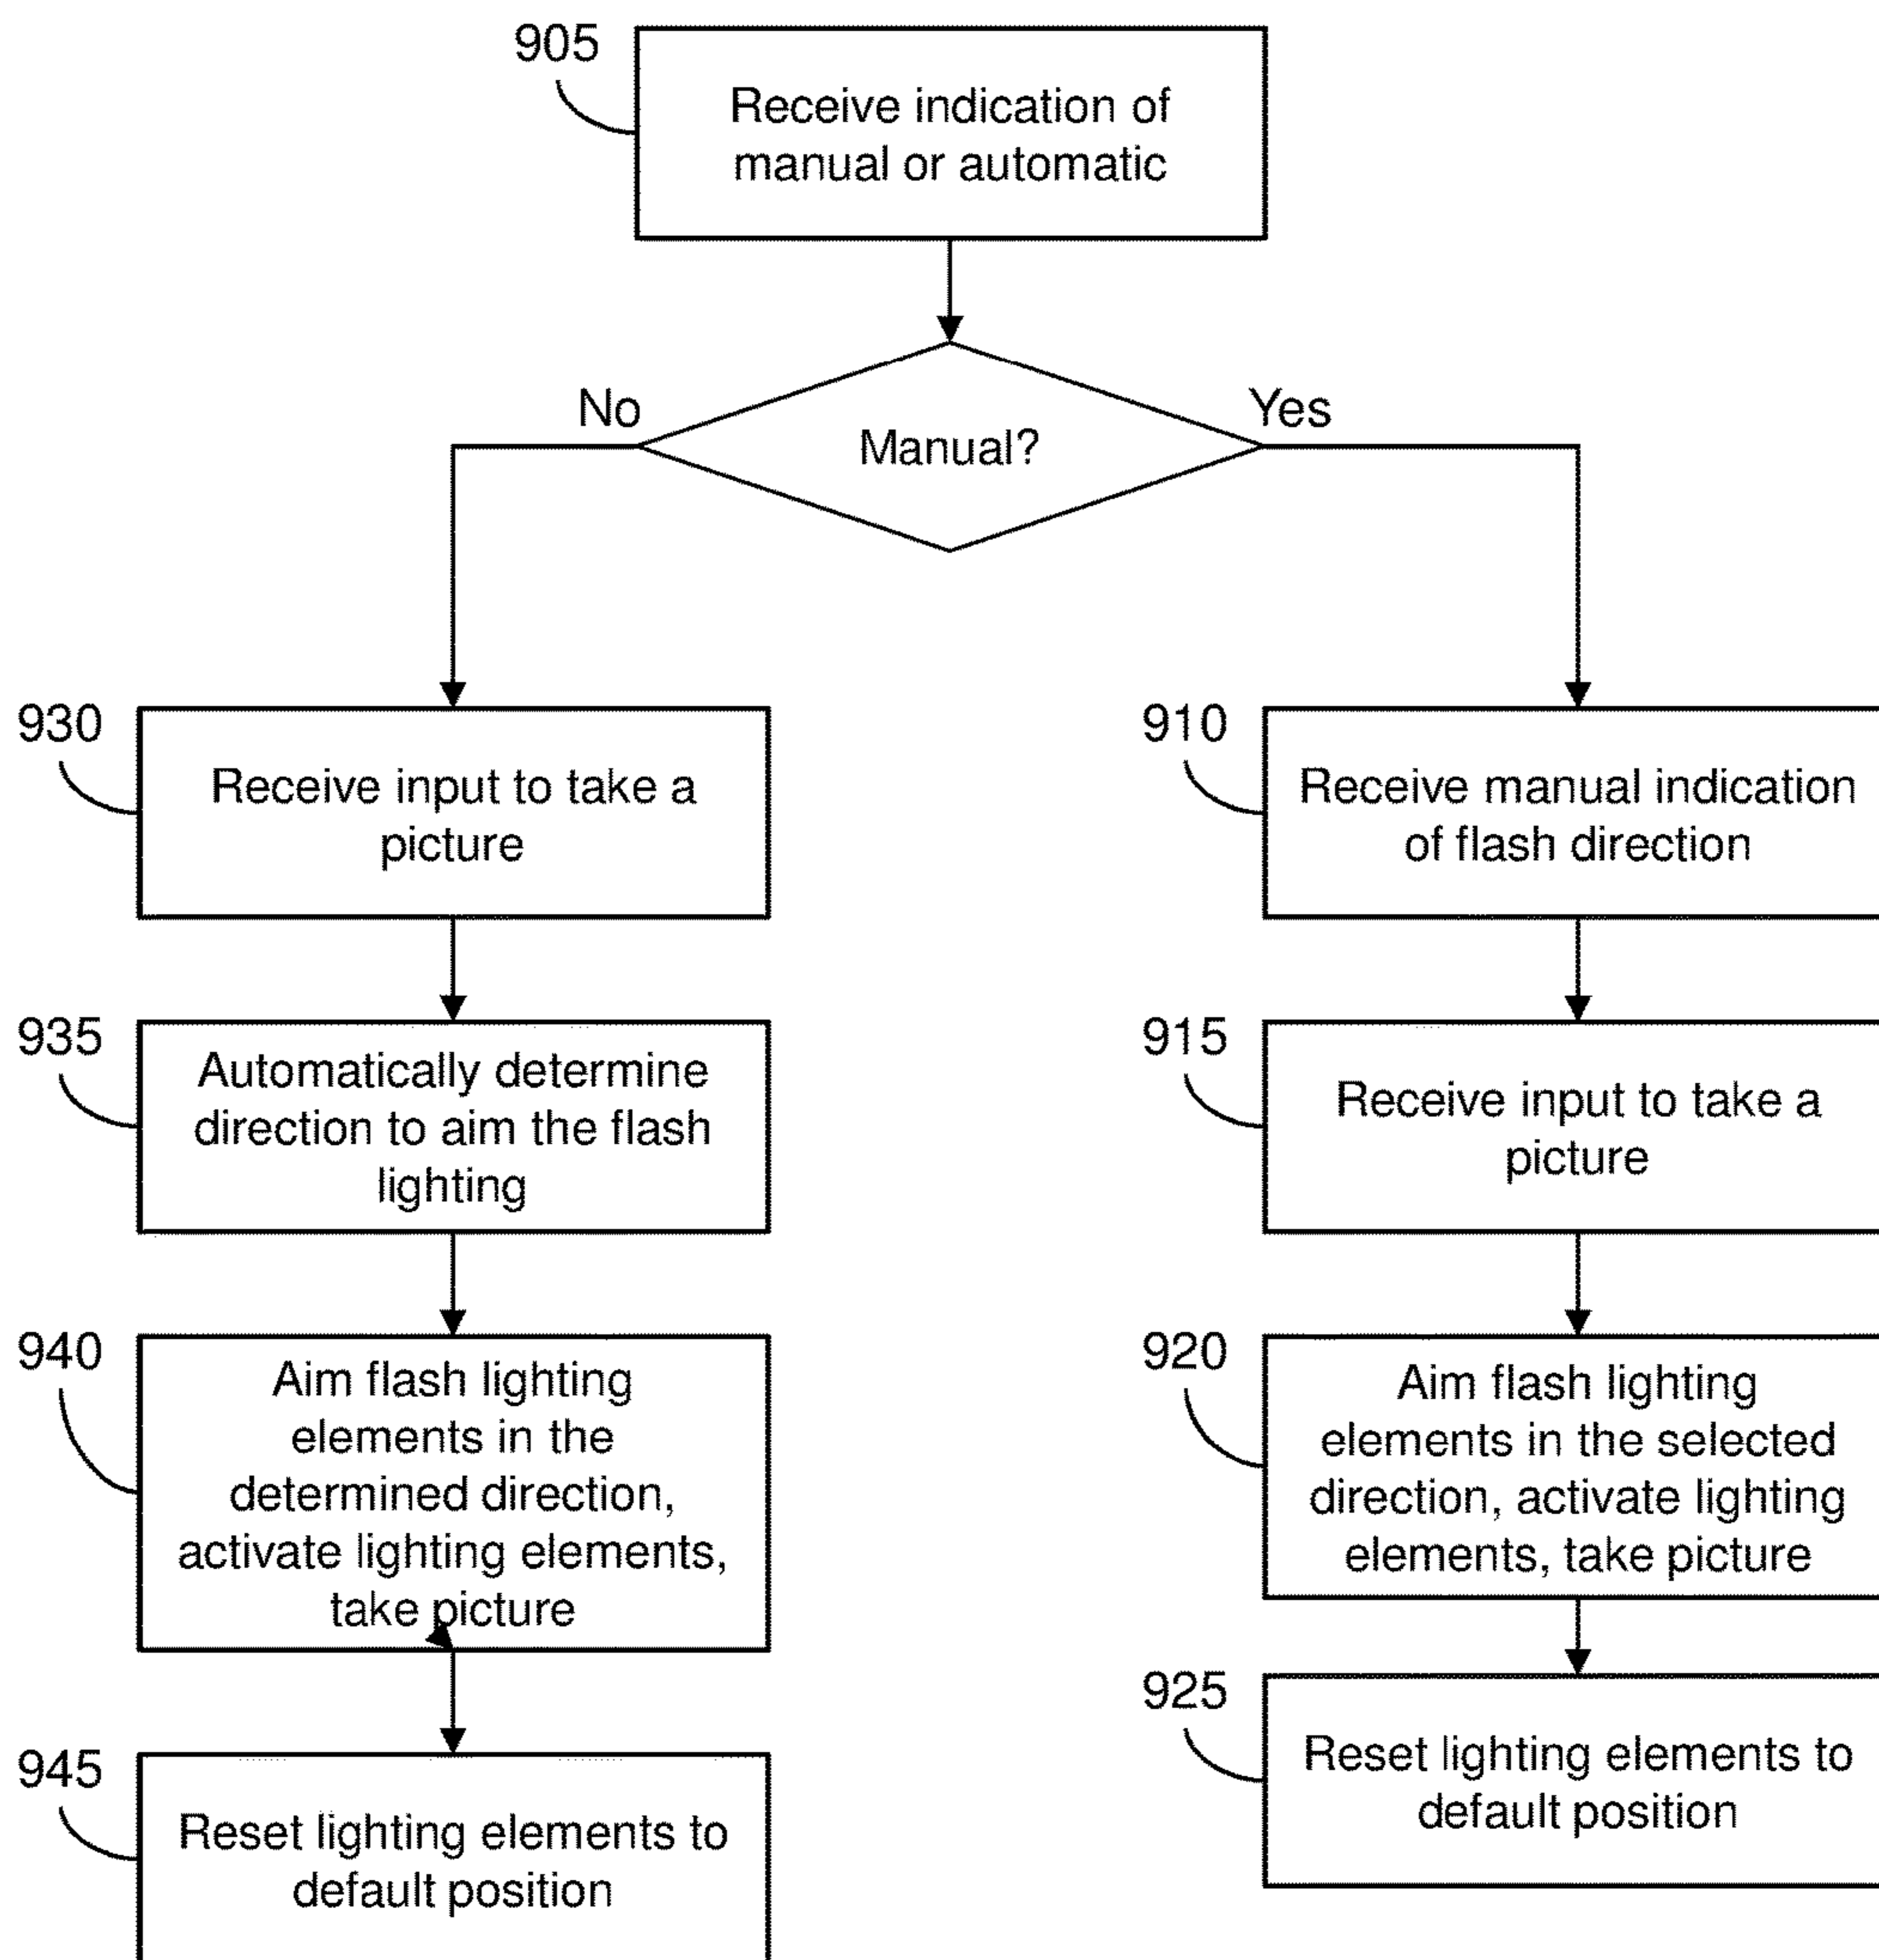 905
Receive indication of
manual or automatic
No
Manual?
Yes
930
Receive input to take a
picture
935
Automatically determine
direction to aim the flash
lighting
940
Aim flash lighting
elements in the
determined direction,
activate lighting elements,
take picture
945
Reset lighting elements to
default position
910
Receive manual indication
of flash direction
915
Receive input to take a
picture
920
Aim flash lighting
elements in the selected
direction, activate lighting
elements, take picture
925
Reset lighting elements to
default position